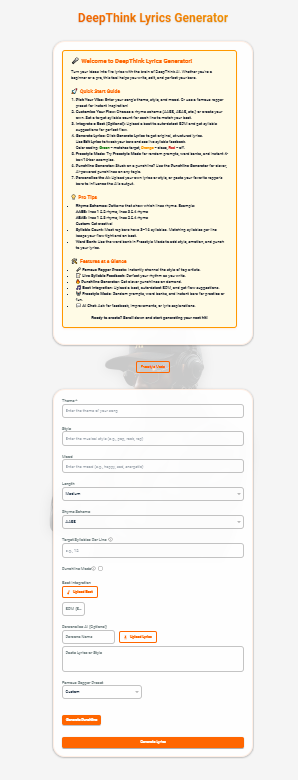 DeepThink Lyrics Generator
Welcome to DeepThink Lyrics Generator!
Turn your ideas into fire lyrics with the brain of DeepThink AI. Whether you're
beginner or a pro, this tool helps you write, edit, and perfect your bars.
Quick Start Guide
1. Pick Your Vibe: Enter your song's theme, style, and mood. Or use a famous rapper
preset for instant inspiration!
2. Customize Your Flow: Choose a rhyme scheme (AABB, ABAB, etc.) or create your
own. Set a target syllable count for each line to match your beat.
3. Integrate a Beat (Optional): Upload a beat to autodetect BPM and get syllable
suggestions for perfect flow.
4. Generate Lyrics: Click Generate Lyrics to get original, structured lyrics.
Use Edit Lyrics to tweak your bars and see live syllable feedback.
Color coding: Green = matches target, Orange = close, Red = off.
5. Freestyle Mode: Try Freestyle Mode for random prompts, word banks, and instant
6. Punchline Generator: Stuck on a punchline? Use the Punchline Generator for clever,
AI-powered punchlines on any topic.
7. Personalize the AI: Upload your own lyrics or style, or paste your favorite rapper's
bars to influence the AI's output.
Pro Tips
Rhyme Schemes: Patterns that show which lines rhyme. Example:
AABB: lines 1 & 2 rhyme, lines 3 & 4 rhyme
ABAB: lines 1 & 3 rhyme, lines 2 & 4 rhyme
Custom: Get creative!
Syllable Count: Most rap bars have 8–16 syllables. Matching syllables per line
keeps your flow tight and on beat.
Word Bank: Use the word bank in Freestyle Mode to add style, emotion, and punch
to your lyrics.
Features at a Glance
Famous Rapper Presets: Instantly channel the style of top artists.
Live Syllable Feedback: Perfect your rhythm as you write.
Punchline Generator: Get clever punchlines on demand.
Beat Integration: Upload a beat, autodetect BPM, and get flow suggestions.
Freestyle Mode: Random prompts, word banks, and instant bars for practice or
fun.
AI Chat: Ask for feedback, improvements, or lyric explanations.
Ready to create? Scroll down and start generating your next hit!
Freestyle Mode
Theme*:
Enter the theme of your song
Style:
Enter the musical style (e.g., pop, rock, rap)
Mood:
Enter the mood (e.g., happy, sad, energetic)
Length:
Medium
Rhyme Scheme:
AABB
Target Syllables Per Line:
e.g., 12
Punchline Mode
Beat Integration:
Upload Beat
BPM (E..
Personalize AI (Optional):
Persona Name
Upload Lyrics
Paste Lyrics or Style
Famous Rapper Preset:
Custom
Generate Lyrics